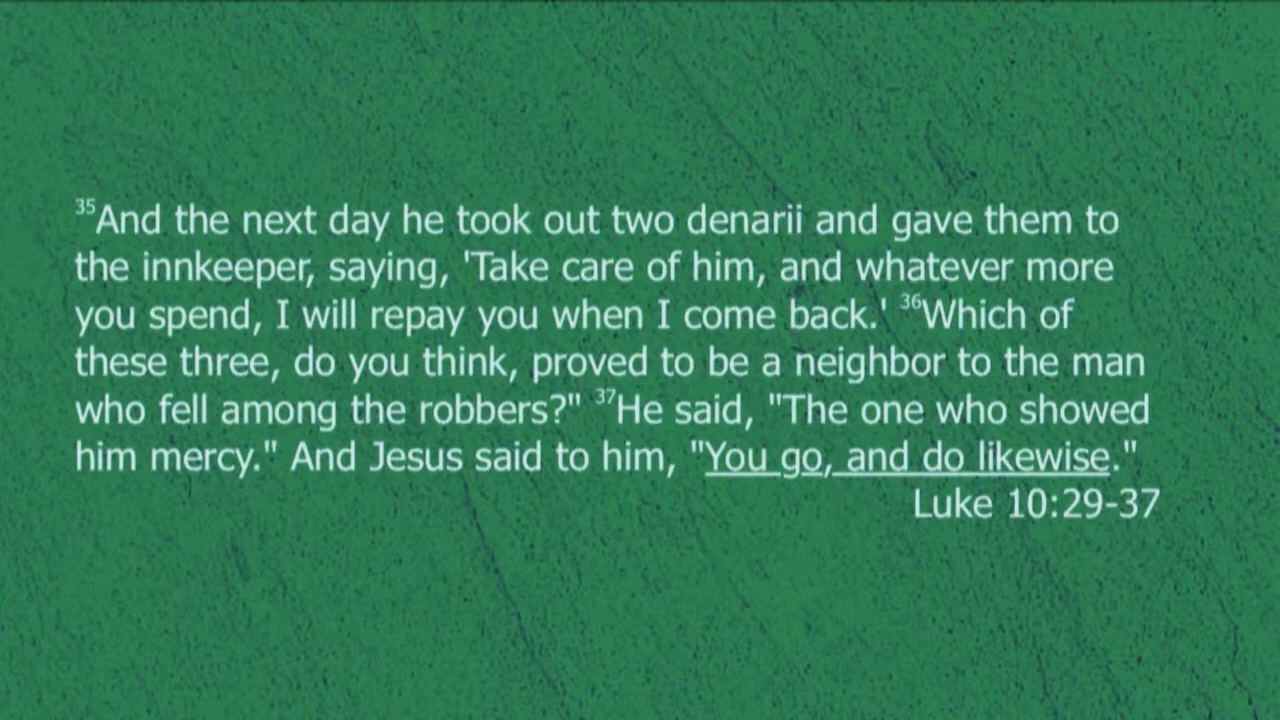 ³⁵And the next day he took out two denarii and gave them to
the innkeeper, saying, 'Take care of him, and whatever more
you spend, I will repay you when I come back.' ³⁶Which of
these three, do you think, proved to be a neighbor to the man
who fell among the robbers?" ³⁷He said, "The one who showed
him mercy." And Jesus said to him, "You go, and do likewise."
Luke 10:29-37